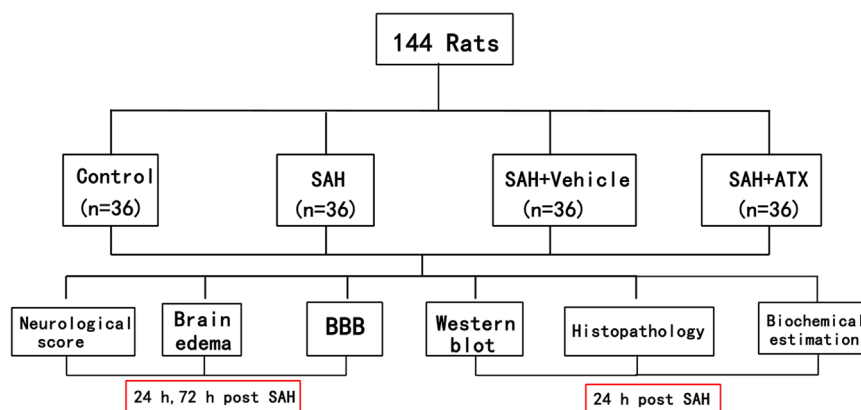 144 Rats
Control
(n=36)
SAH
(n=36)
SAH+Vehicle
(n=36)
SAH+ATX
(n=36)
Neurological
score
Brain
edema
BBB
Western
blot
Histopathology
Biochemical
estimation
24 h, 72 h post SAH
24 h post SAH